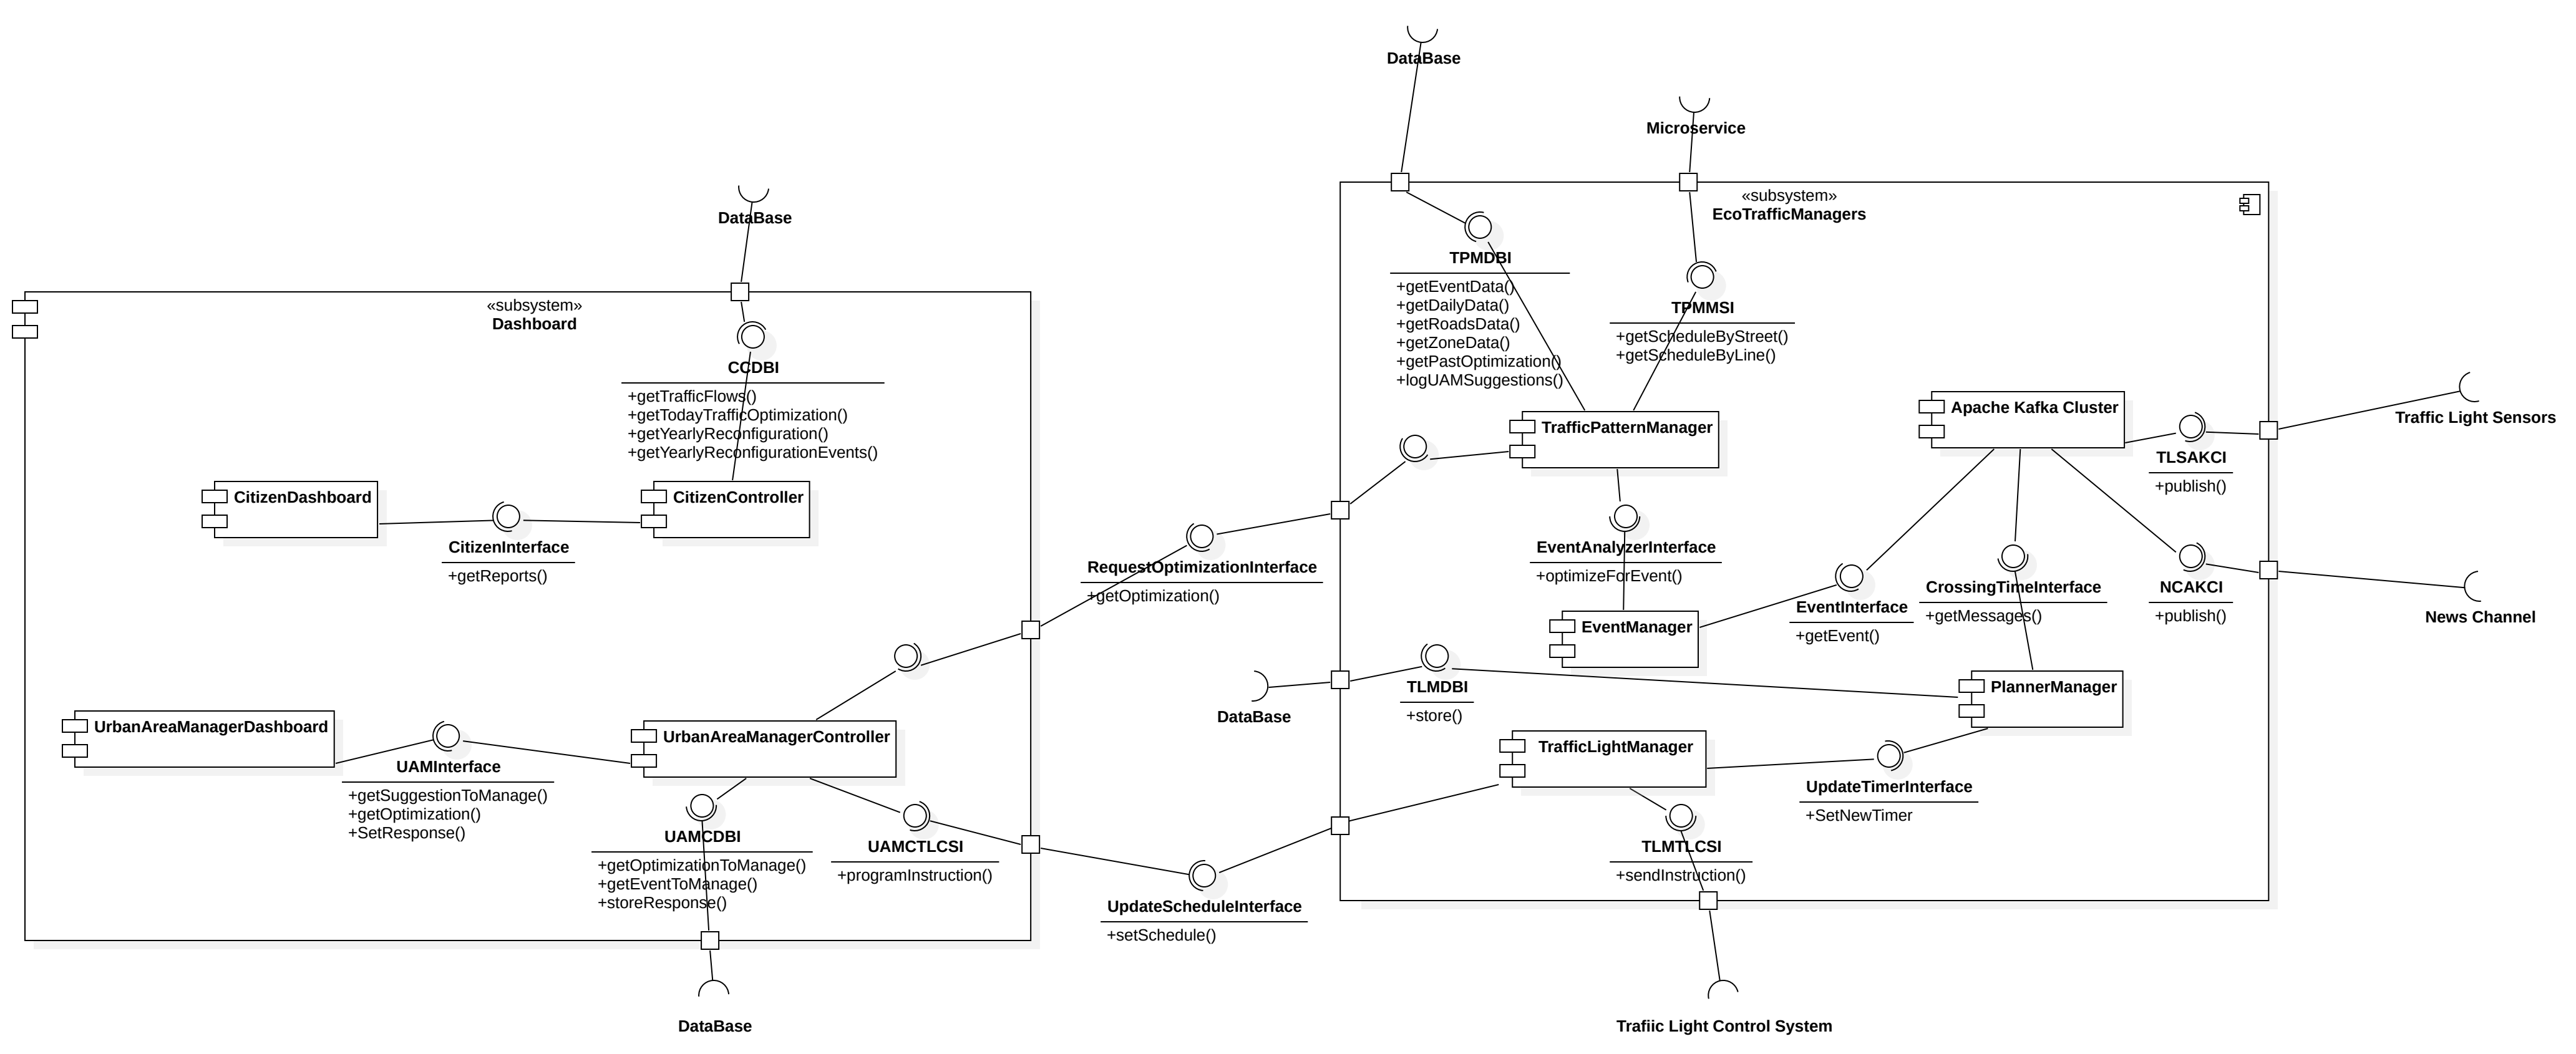 DataBase
Microservice
«subsystem»
EcoTrafficManagers
DataBase
«subsystem»
Dashboard
TPMDBI
+getEventData()
+getDailyData()
+getRoadsData()
+getZoneData()
+getPastOptimization()
+logUAMSuggestions()
TPMMSI
+getScheduleByStreet()
+getScheduleByLine()
CCDBI
+getTrafficFlows()
+getTodayTrafficOptimization()
+getYearlyReconfiguration()
+getYearlyReconfigurationEvents()
TrafficPatternManager
Apache Kafka Cluster
Traffic Light Sensors
TLSAKCI
+publish()
CitizenDashboard
CitizenController
CitizenInterface
+getReports()
RequestOptimizationInterface
+getOptimization()
EventAnalyzerInterface
+optimizeForEvent()
EventManager
EventInterface
+getEvent()
CrossingTimeInterface
+getMessages()
NCAKCI
+publish()
News Channel
DataBase
TLMDBI
+store()
PlannerManager
UrbanAreaManagerDashboard
UAMInterface
+getSuggestionToManage()
+getOptimization()
+SetResponse()
UrbanAreaManagerController
TrafficLightManager
UpdateTimerInterface
+SetNewTimer
UAMCDBI
+getOptimizationToManage()
+getEventToManage()
+storeResponse()
UAMCTLCSI
+programInstruction()
TLMTLCSI
+sendInstruction()
UpdateScheduleInterface
+setSchedule()
DataBase
Trafiic Light Control System